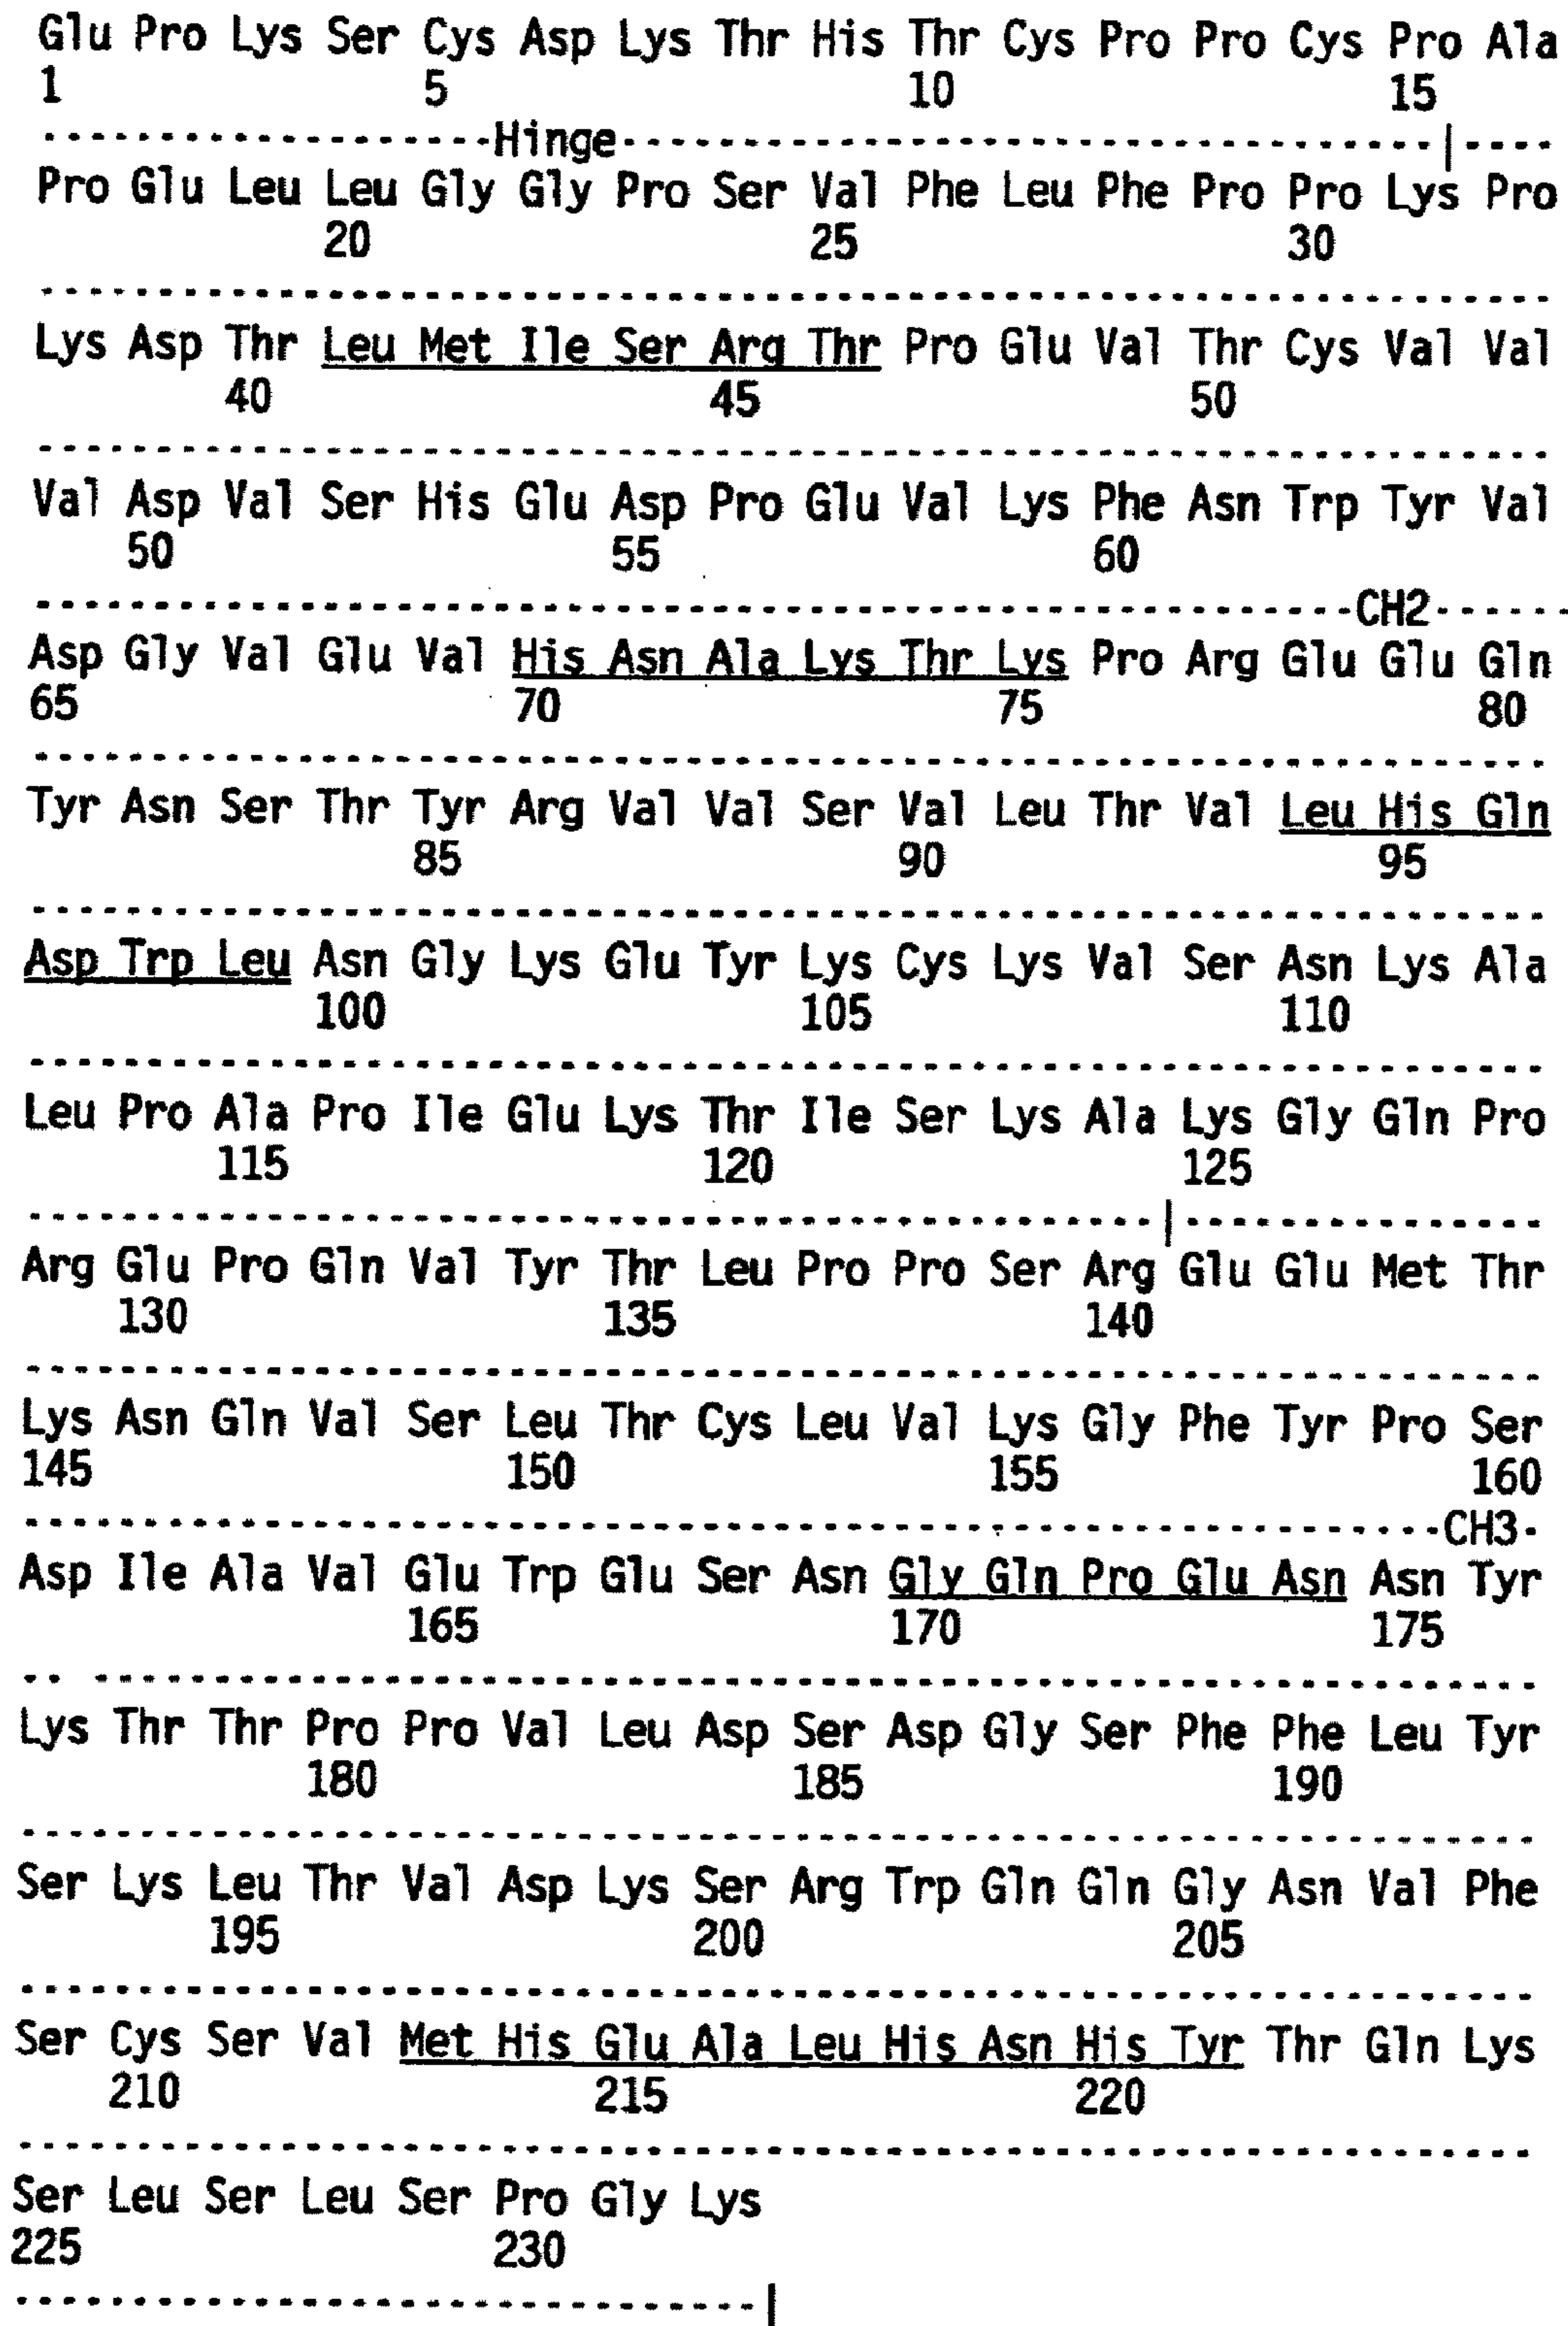 Glu Pro Lys Ser Cys Asp Lys Thr His Thr Cys Pro Pro Cys Pro Ala
1 5 10 15
-------------------Hinge----------------------------------|----
Pro Glu Leu Leu Gly Gly Pro Ser Val Phe Leu Phe Pro Pro Lys Pro
20 25 30
Lys Asp Thr Leu Met Ile Ser Arg Thr Pro Glu Val Thr Cys Val Val
40 45 50
Val Asp Val Ser His Glu Asp Pro Glu Val Lys Phe Asn Trp Tyr Val
50 55 60
-------------------------------------------------------CH2------
Asp Gly Val Glu Val His Asn Ala Lys Thr Lys Pro Arg Glu Glu Gln
65 70 75 80
Tyr Asn Ser Thr Tyr Arg Val Val Ser Val Leu Thr Val Leu His Gln
85 90 95
Asp Trp Leu Asn Gly Lys Glu Tyr Lys Cys Lys Val Ser Asn Lys Ala
100 105 110
Leu Pro Ala Pro Ile Glu Lys Thr Ile Ser Lys Ala Lys Gly Gln Pro
115 120 125
-----------------------------------------------|---------------
Arg Glu Pro Gln Val Tyr Thr Leu Pro Pro Ser Arg Glu Glu Met Thr
130 135 140
Lys Asn Gln Val Ser Leu Thr Cys Leu Val Lys Gly Phe Tyr Pro Ser
145 150 155 160
-----------------------------------------------------------CH3-
Asp Ile Ala Val Glu Trp Glu Ser Asn Gly Gln Pro Glu Asn Asn Tyr
165 170 175
Lys Thr Thr Pro Pro Val Leu Asp Ser Asp Gly Ser Phe Phe Leu Tyr
180 185 190
Ser Lys Leu Thr Val Asp Lys Ser Arg Trp Gln Gln Gly Asn Val Phe
195 200 205
Ser Cys Ser Val Met His Glu Ala Leu His Asn His Tyr Thr Gln Lys
210 215 220
Ser Leu Ser Leu Ser Pro Gly Lys
225 230